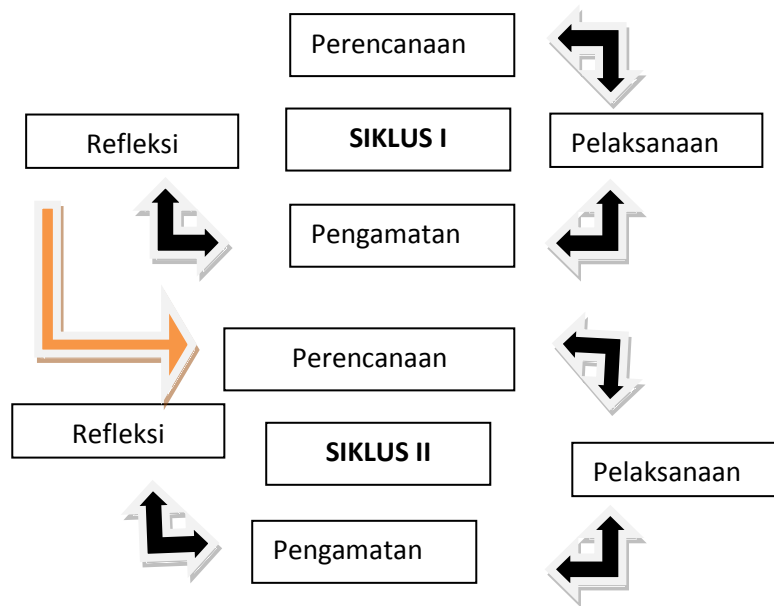 Perencanaan
Refleksi
SIKLUS I
Pelaksanaan
Pengamatan
Perencanaan
Refleksi
SIKLUS II
Pelaksanaan
Pengamatan